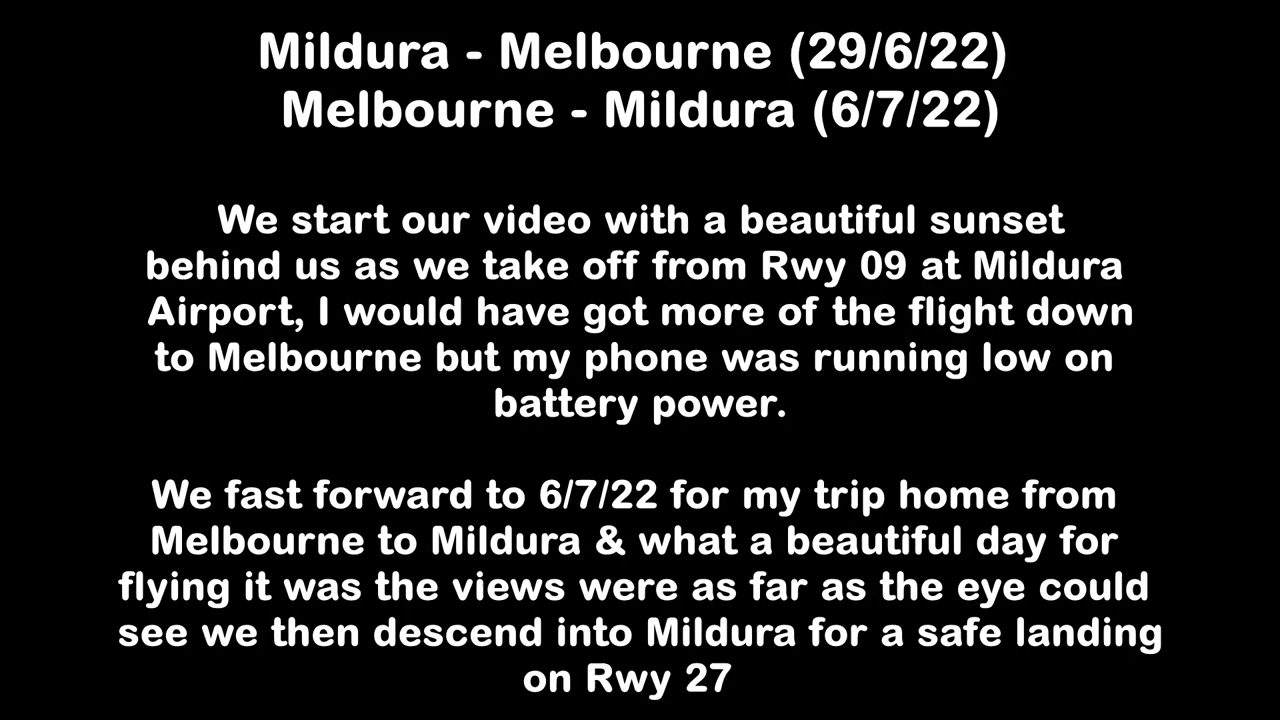 Mildura - Melbourne (29/6/22)
Melbourne - Mildura (6/7/22)
We start our video with a beautiful sunset
behind us as we take off from Rwy 09 at Mildura
Airport, I would have got more of the flight down
to Melbourne but my phone was running low on
battery power.
We fast forward to 6/7/22 for my trip home from
Melbourne to Mildura & what a beautiful day for
flying it was the views were as far as the eye could
see we then descend into Mildura for a safe landing
on Rwy 27